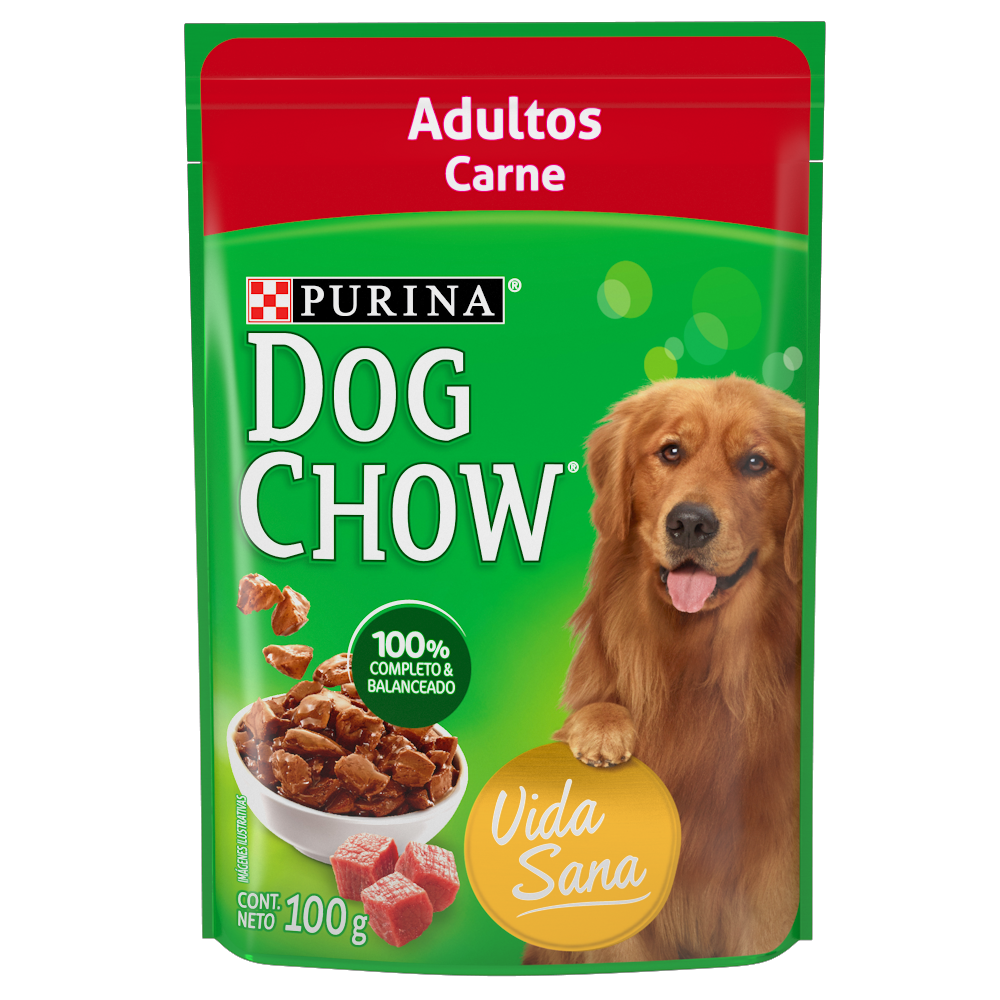 Adultos
Carne
PURINA®
DOG
CHOW®
100%
COMPLETO &
BALANCEADO
Vida
Sana
IMÁGENES ILUSTRATIVAS
CONT.
NETO 100g